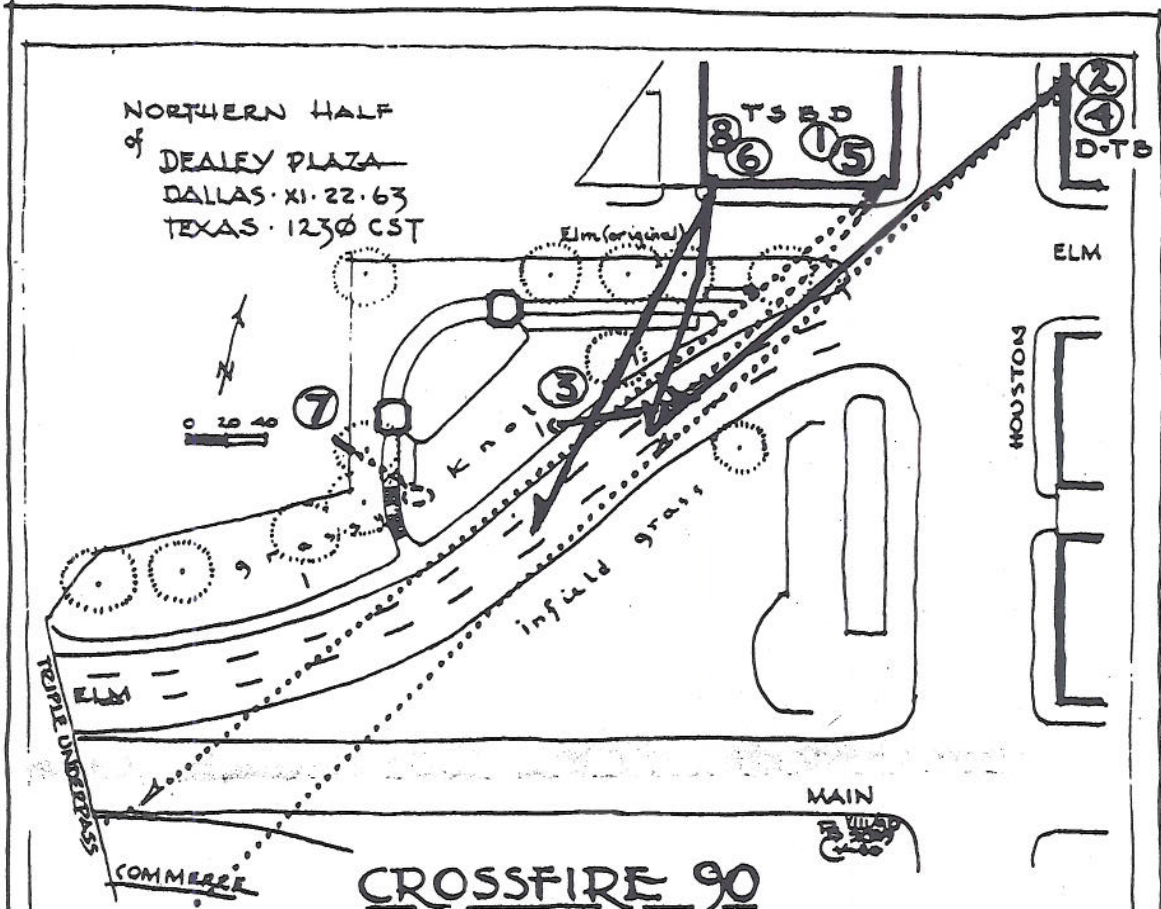 NORTHERN HALF
of
DEALEY PLAZA
DALLAS · XI · 22 · 63
TEXAS · 1230 CST
N
0 20 40
8
6
TSBD
1
5
2
4
D·TB
Elm (original)
ELM
HOUSTON
7
3
grassy Knoll
infield grass
ELM
TRIPLE UNDERPASS
MAIN
COMMERCE
CROSSFIRE 90